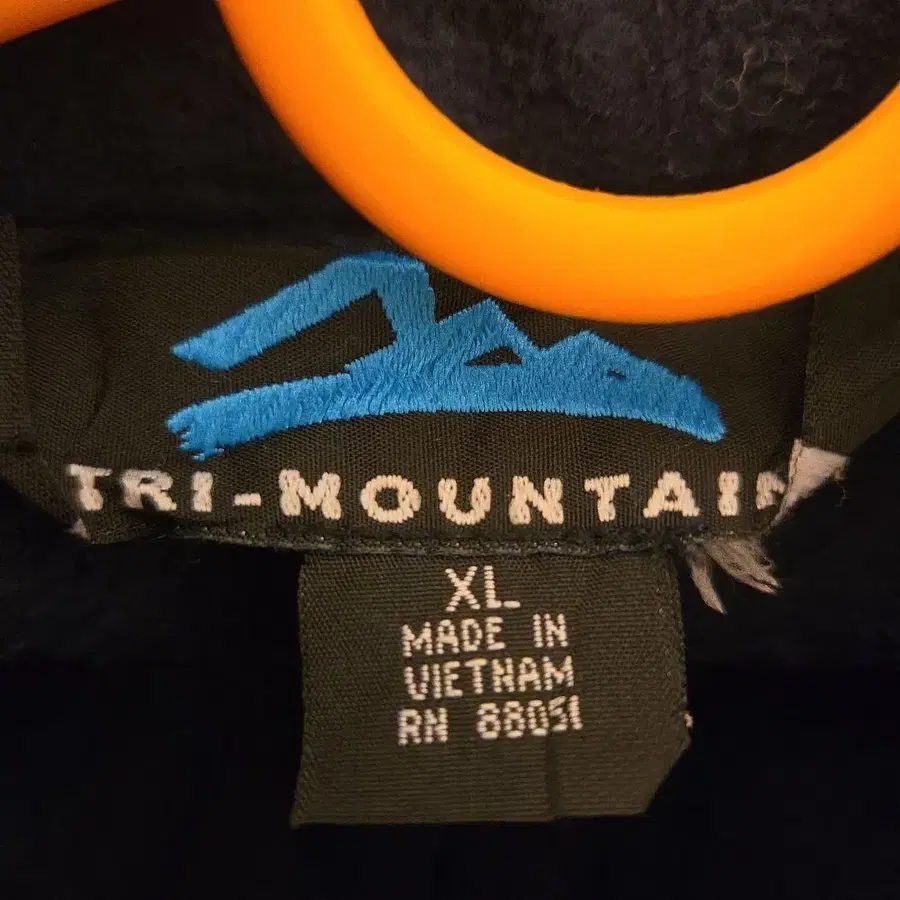 TRI-MOUNTAIN
XL
MADE IN
VIETNAM
RN 88051